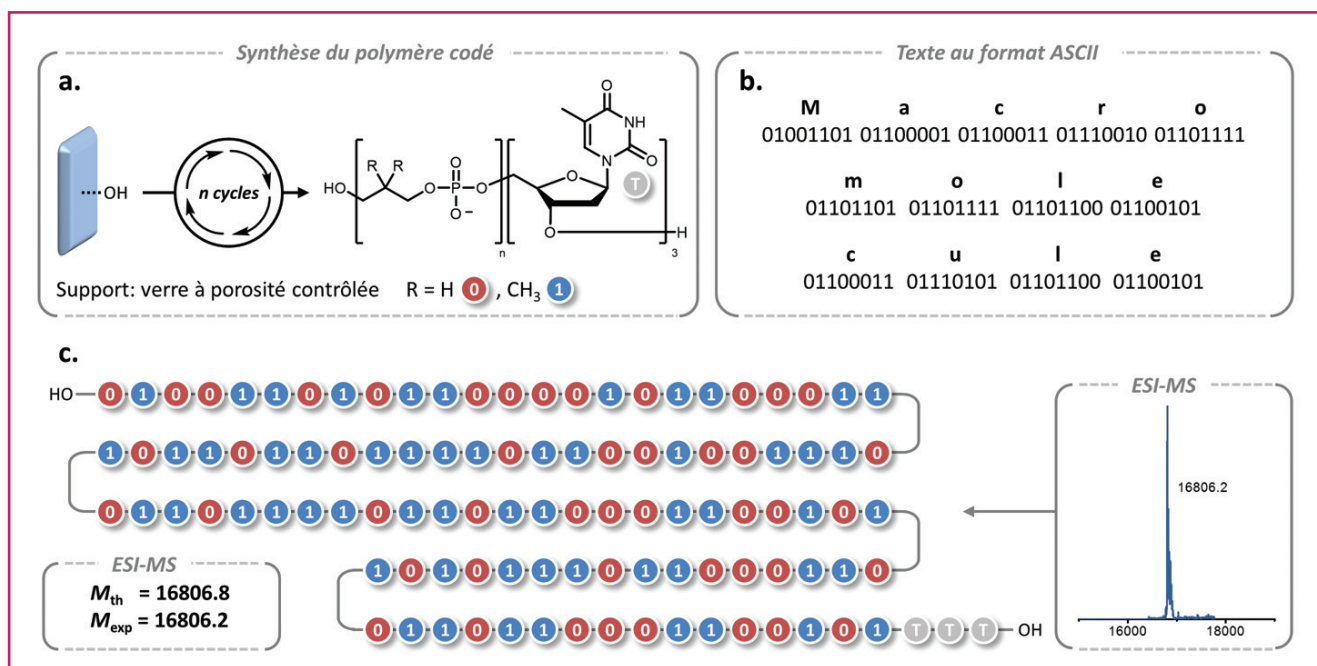 Synthèse du polymère codé
a.
OH
n cycles
HO
R R
O
O P O
O−
n
O
NH
N O
T
O
O H
3
Support: verre à porosité contrôlée R = H 0 , CH3 1
Texte au format ASCII
b.
M a c r o
01001101 01100001 01100011 01110010 01101111
m o l e
01101101 01101111 01101100 01100101
c u l e
01100011 01110101 01101100 01100101
c.
HO 0 1 0 0 1 1 0 1 0 1 1 0 0 0 0 1 0 1 1 0 0 0 1 1
1 0 1 1 0 1 1 0 1 1 1 1 0 1 1 0 0 1 0 0 1 1 1 0
0 1 1 0 1 1 1 1 0 1 1 0 1 1 0 0 0 1 1 0 0 1 0 1
1 0 1 0 1 1 1 0 1 1 0 0 0 1 1 0
0 1 1 0 1 1 0 0 0 1 1 0 0 1 0 1 T T T OH
ESI-MS
Mth = 16806.8
Mexp = 16806.2
ESI-MS
16806.2
16000 18000